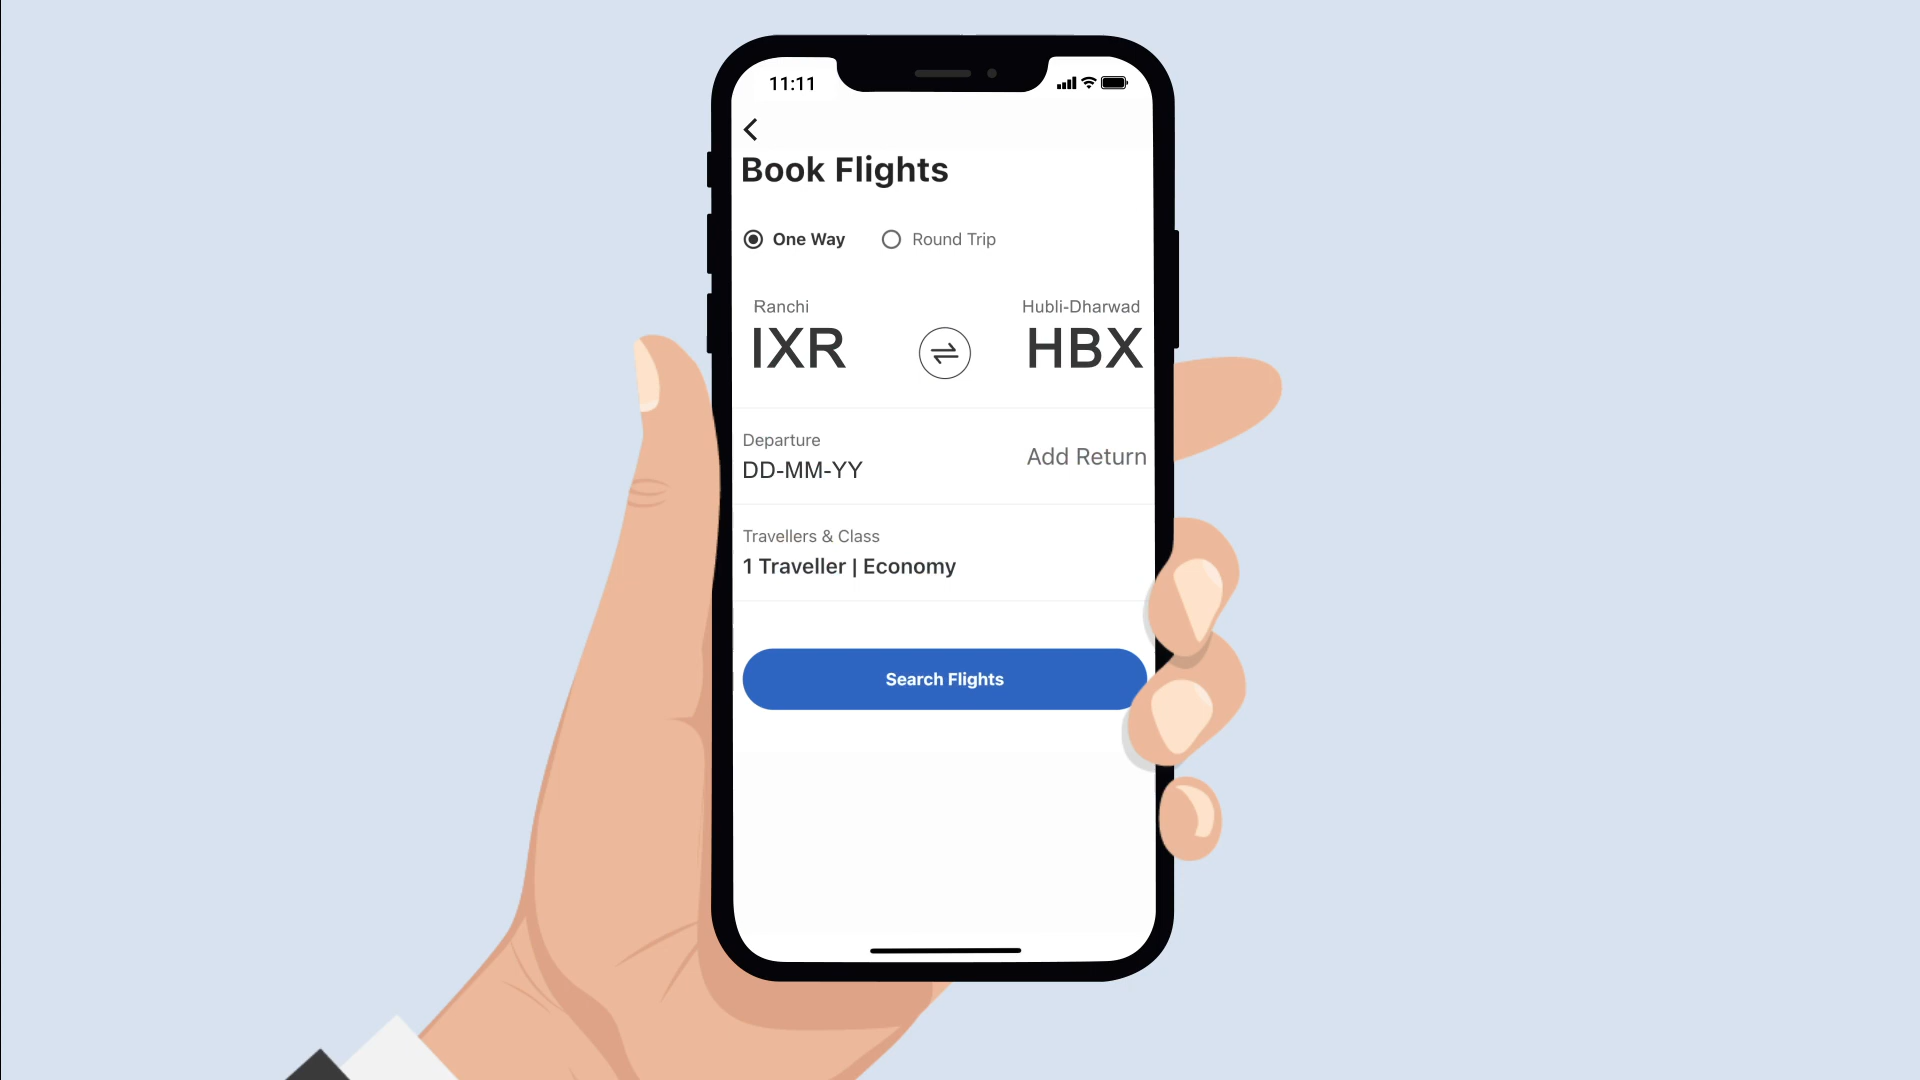 11:11
Book Flights
One Way Round Trip
Ranchi Hubli-Dharwad
IXR HBX
Departure
DD-MM-YY
Add Return
Travellers & Class
1 Traveller | Economy
Search Flights